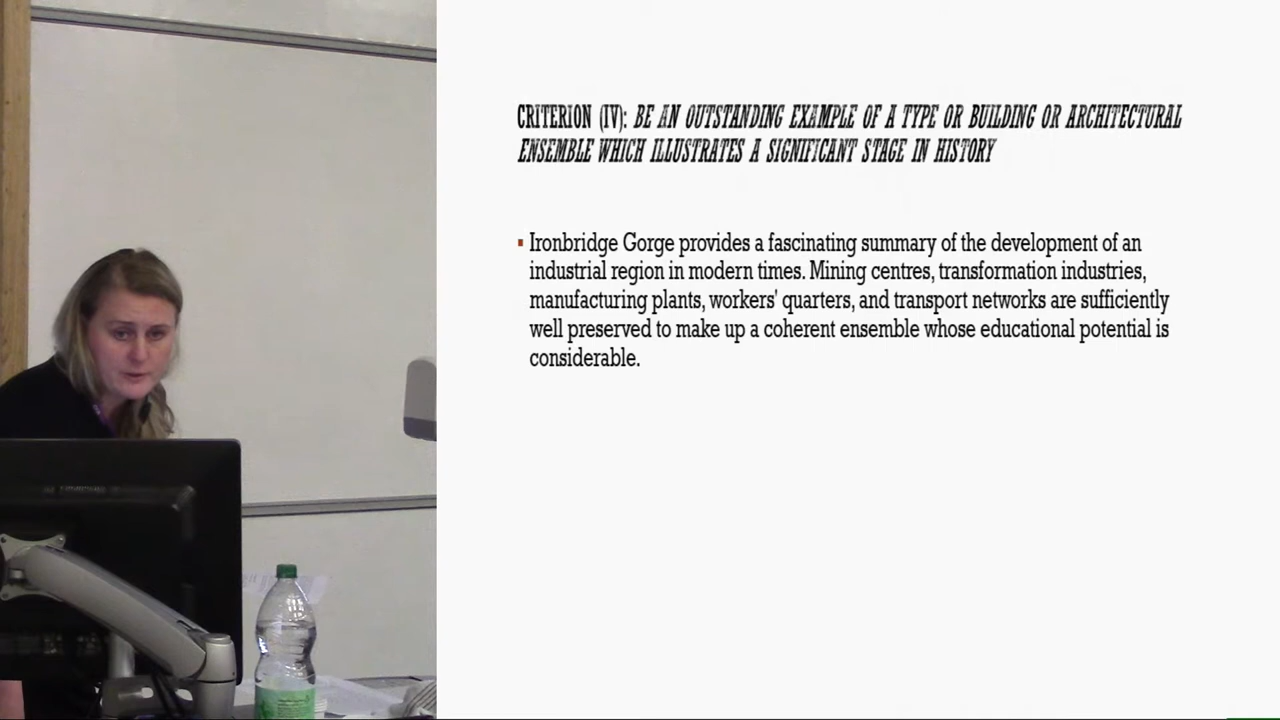 CRITERION (IV): BE AN OUTSTANDING EXAMPLE OF A TYPE OR BUILDING OR ARCHITECTURAL
ENSEMBLE WHICH ILLUSTRATES A SIGNIFICANT STAGE IN HISTORY
▪ Ironbridge Gorge provides a fascinating summary of the development of an
industrial region in modern times. Mining centres, transformation industries,
manufacturing plants, workers' quarters, and transport networks are sufficiently
well preserved to make up a coherent ensemble whose educational potential is
considerable.